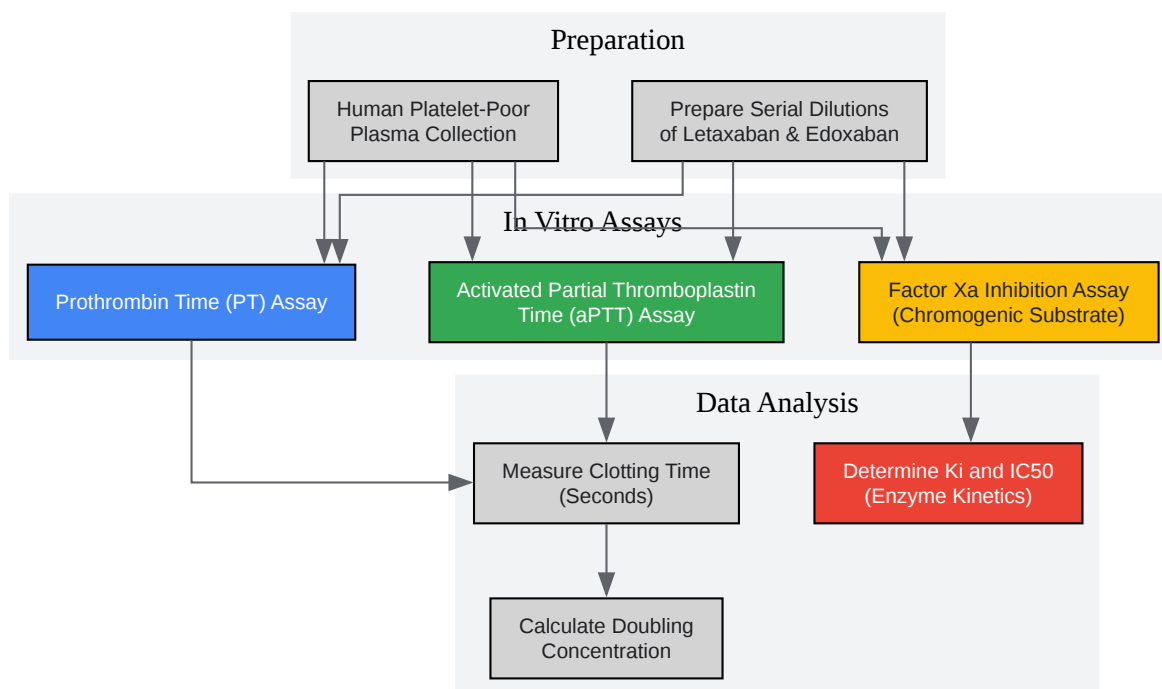 Preparation
Human Platelet-Poor
Plasma Collection
Prepare Serial Dilutions
of Letaxaban & Edoxaban
In Vitro Assays
Prothrombin Time (PT) Assay
Activated Partial Thromboplastin
Time (aPTT) Assay
Factor Xa Inhibition Assay
(Chromogenic Substrate)
Data Analysis
Measure Clotting Time
(Seconds)
Determine Ki and IC50
(Enzyme Kinetics)
Calculate Doubling
Concentration